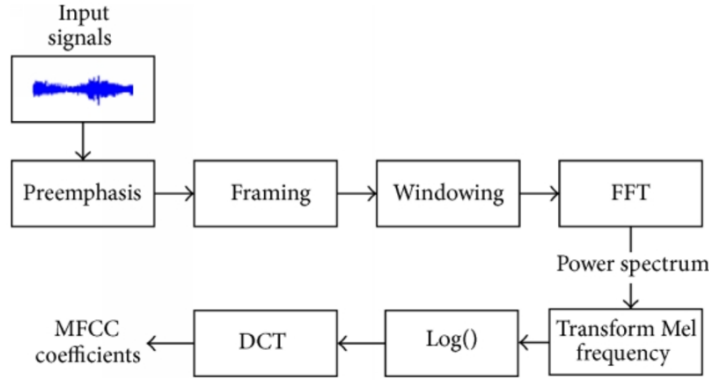 Input
signals
Preemphasis
Framing
Windowing
FFT
Power spectrum
Transform Mel
frequency
Log()
DCT
MFCC
coefficients